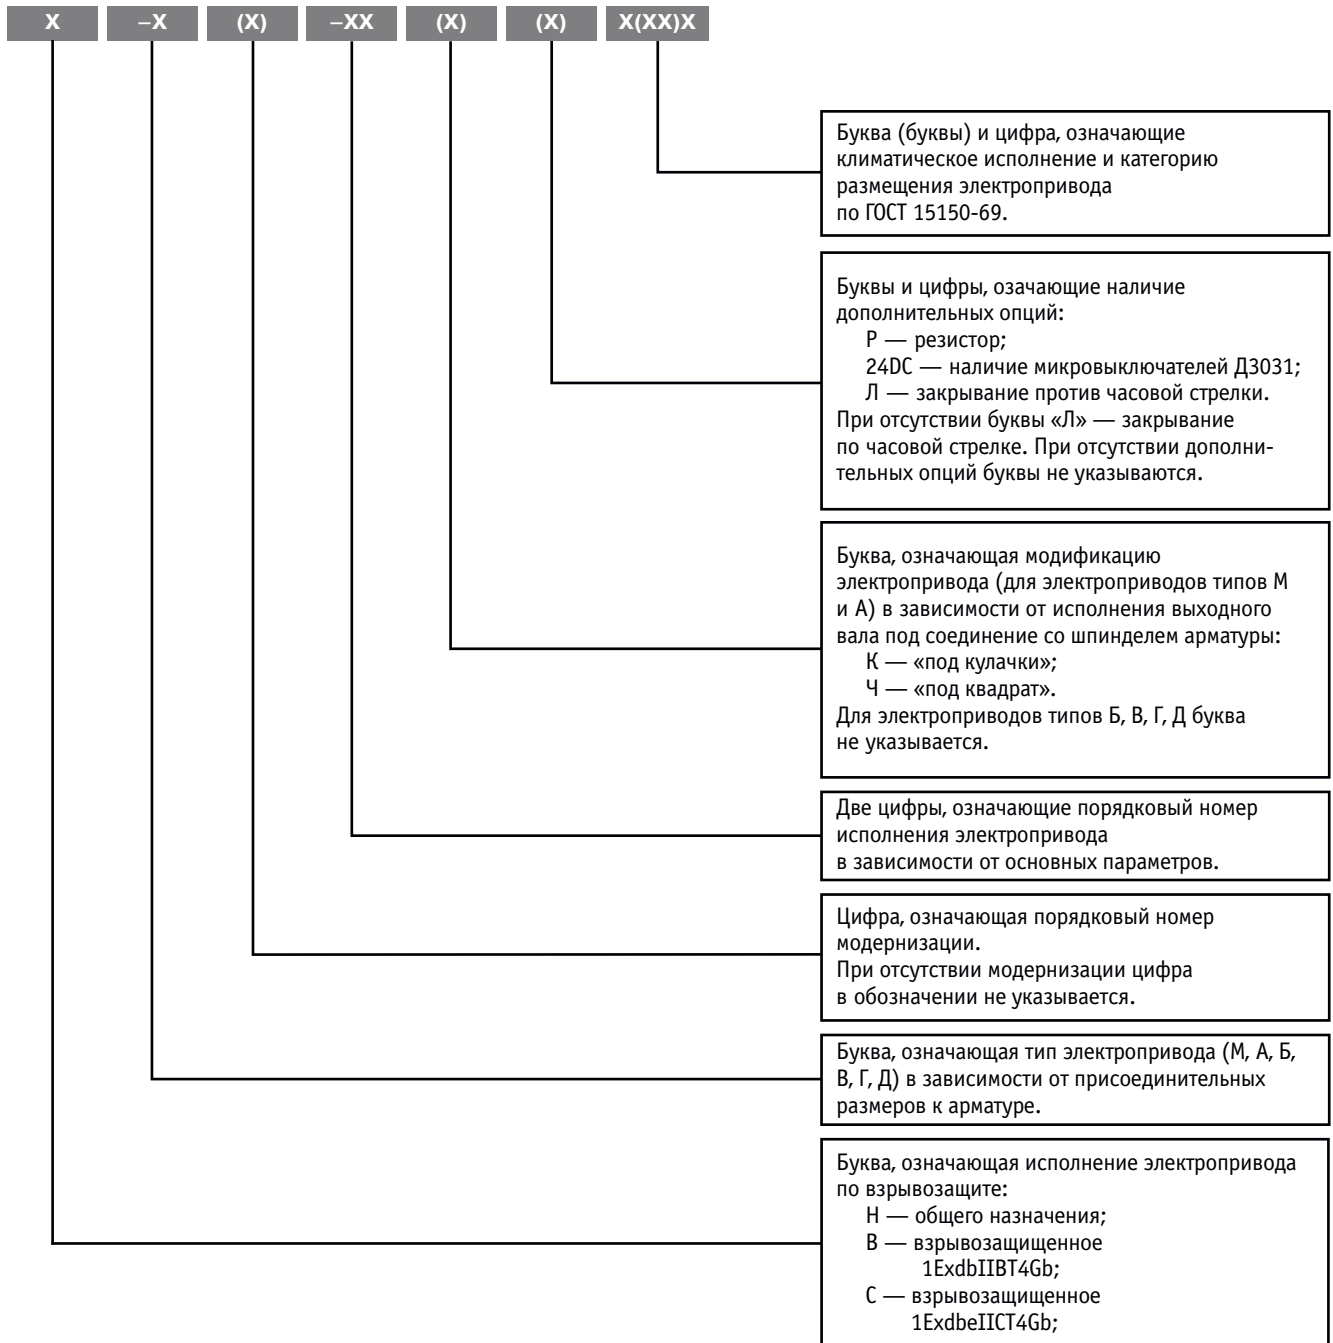 X –X (X) –XX (X) (X) X(XX)X
Буква (буквы) и цифра, означающие
климатическое исполнение и категорию
размещения электропривода
по ГОСТ 15150-69.
Буквы и цифры, озачающие наличие
дополнительных опций:
Р — резистор;
24DC — наличие микровыключателей Д3031;
Л — закрывание против часовой стрелки.
При отсутствии буквы «Л» — закрывание
по часовой стрелке. При отсутствии дополни-
тельных опций буквы не указываются.
Буква, означающая модификацию
электропривода (для электроприводов типов М
и А) в зависимости от исполнения выходного
вала под соединение со шпинделем арматуры:
К — «под кулачки»;
Ч — «под квадрат».
Для электроприводов типов Б, В, Г, Д буква
не указывается.
Две цифры, означающие порядковый номер
исполнения электропривода
в зависимости от основных параметров.
Цифра, означающая порядковый номер
модернизации.
При отсутствии модернизации цифра
в обозначении не указывается.
Буква, означающая тип электропривода (М, А, Б,
В, Г, Д) в зависимости от присоединительных
размеров к арматуре.
Буква, означающая исполнение электропривода
по взрывозащите:
Н — общего назначения;
В — взрывозащищенное
1ExdbIIBT4Gb;
С — взрывозащищенное
1ExdbeIICT4Gb;